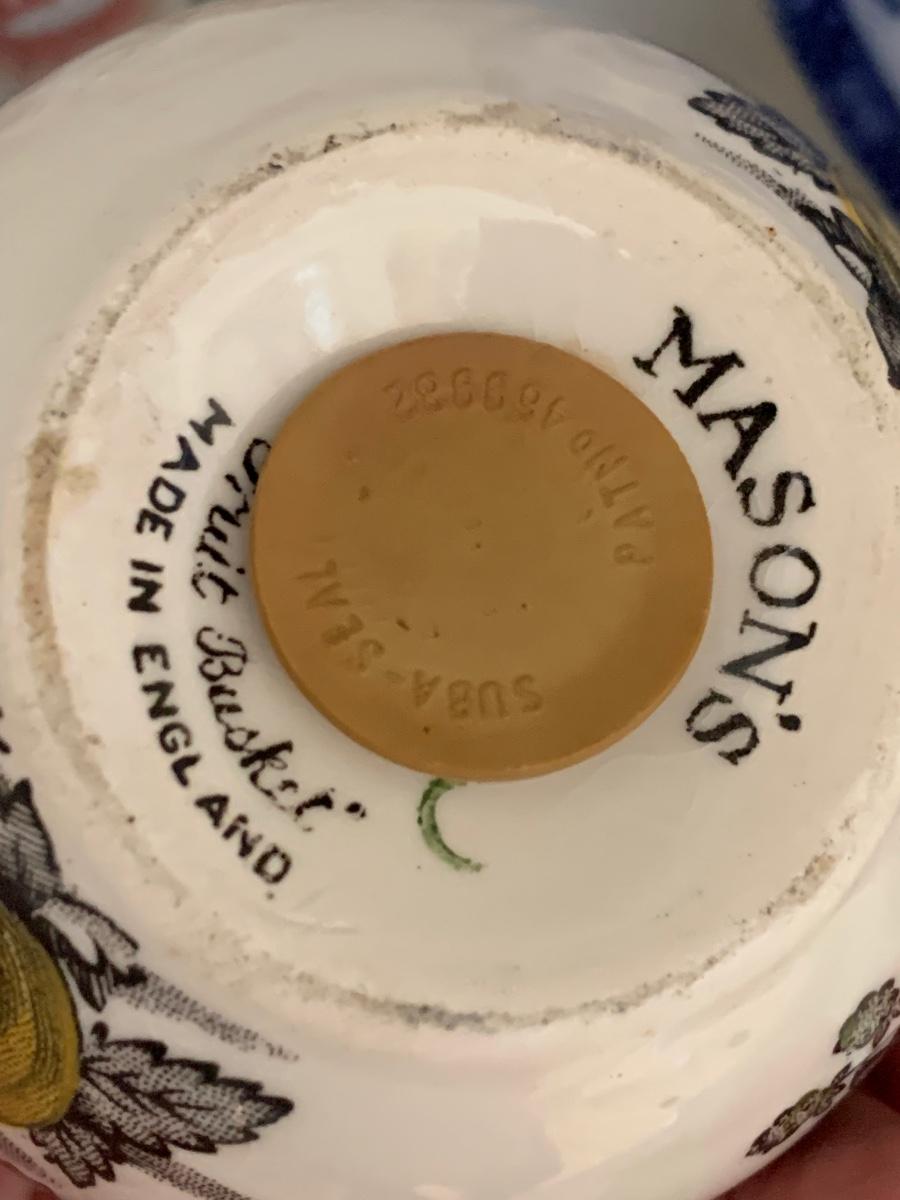 MASON'S
Fruit Basket"
MADE IN ENGLAND.
SUBA-SEAL
PAT NO 459932